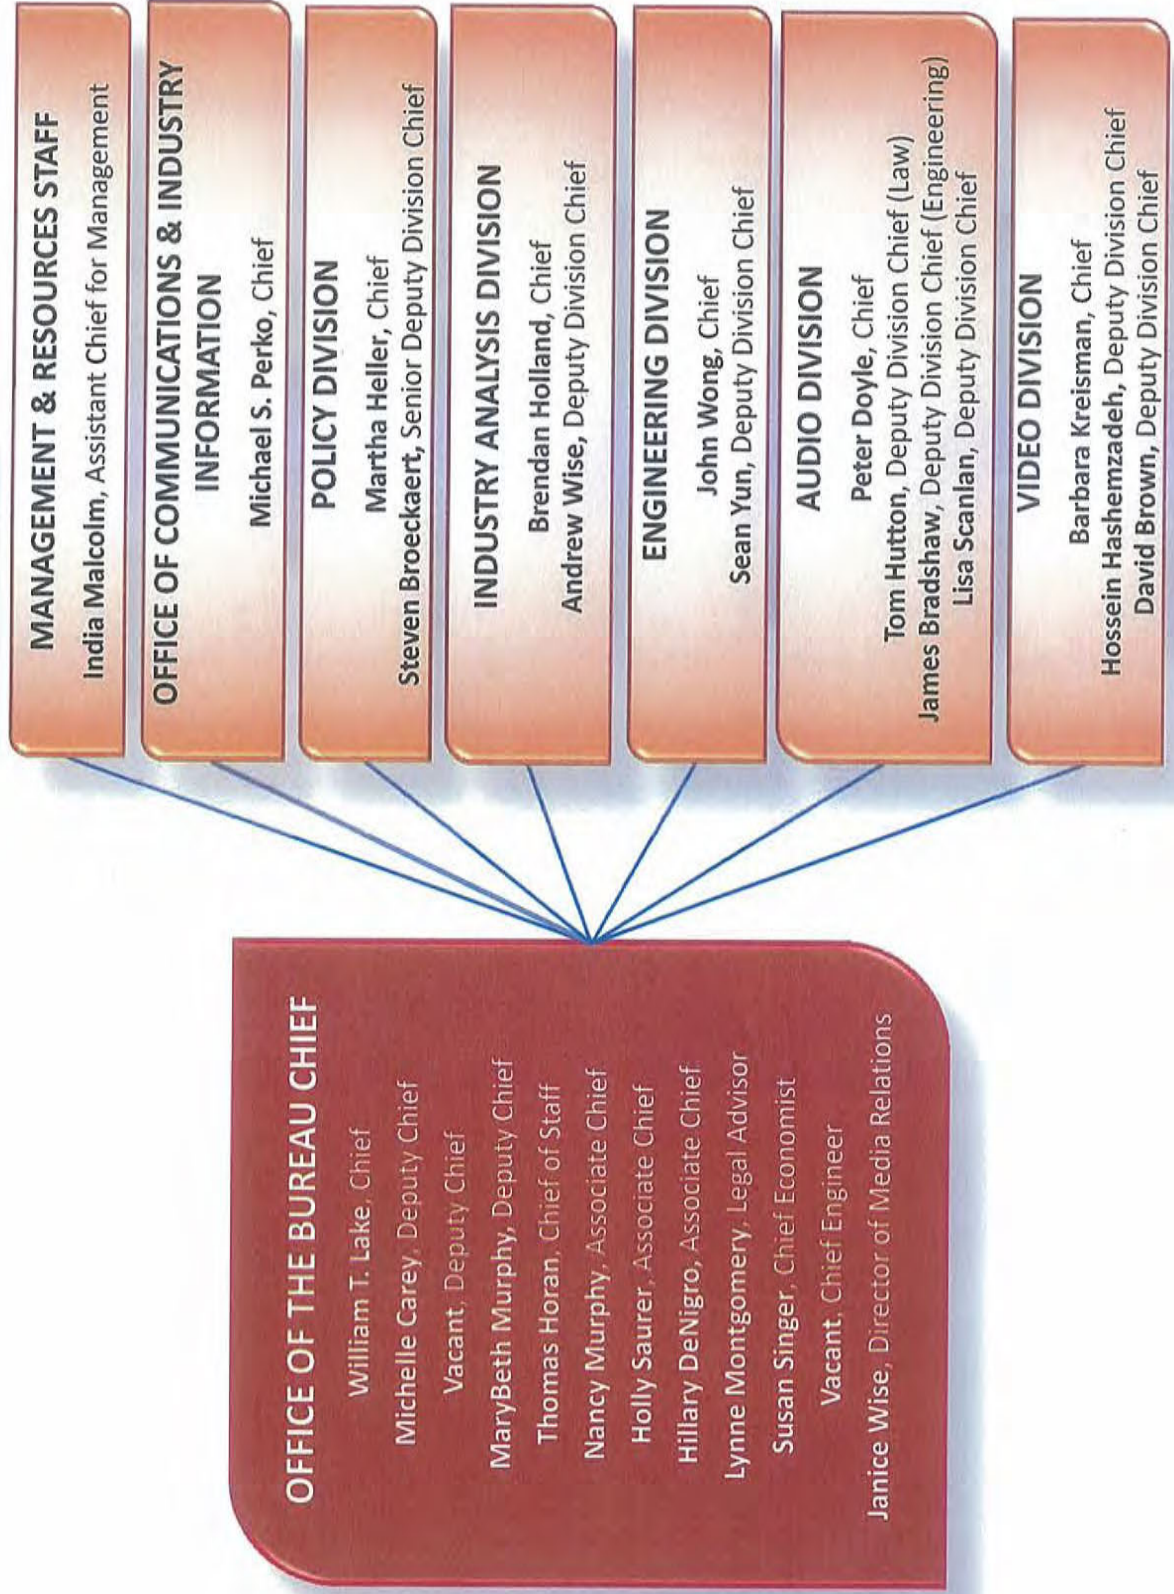 OFFICE OF THE BUREAU CHIEF
William T. Lake, Chief
Michelle Carey, Deputy Chief
Vacant, Deputy Chief
MaryBeth Murphy, Deputy Chief
Thomas Horan, Chief of Staff
Nancy Murphy, Associate Chief
Holly Saurer, Associate Chief
Hillary DeNigro, Associate Chief
Lynne Montgomery, Legal Advisor
Susan Singer, Chief Economist
Vacant, Chief Engineer
Janice Wise, Director of Media Relations
MANAGEMENT & RESOURCES STAFF
India Malcolm, Assistant Chief for Management
OFFICE OF COMMUNICATIONS & INDUSTRY
INFORMATION
Michael S. Perko, Chief
POLICY DIVISION
Martha Heller, Chief
Steven Broeckaert, Senior Deputy Division Chief
INDUSTRY ANALYSIS DIVISION
Brendan Holland, Chief
Andrew Wise, Deputy Division Chief
ENGINEERING DIVISION
John Wong, Chief
Sean Yun, Deputy Division Chief
AUDIO DIVISION
Peter Doyle, Chief
Tom Hutton, Deputy Division Chief (Law)
James Bradshaw, Deputy Division Chief (Engineering)
Lisa Scanlan, Deputy Division Chief
VIDEO DIVISION
Barbara Kreisman, Chief
Hossein Hashemzadeh, Deputy Division Chief
David Brown, Deputy Division Chief